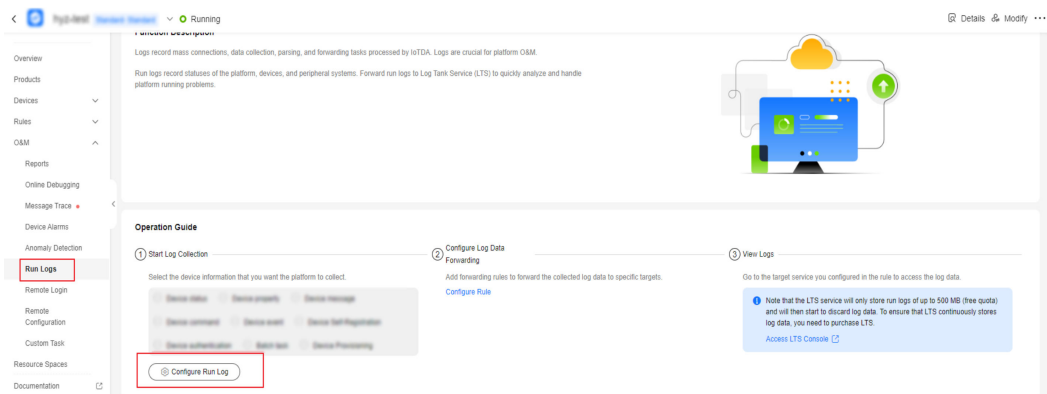 Running
Details
Modify
Overview
Products
Devices
Rules
O&M
Reports
Online Debugging
Message Trace
Device Alarms
Anomaly Detection
Run Logs
Remote Login
Remote
Configuration
Custom Task
Resource Spaces
Documentation
Function Description
Logs record mass connections, data collection, parsing, and forwarding tasks processed by IoTDA. Logs are crucial for platform O&M.
Run logs record statuses of the platform, devices, and peripheral systems. Forward run logs to Log Tank Service (LTS) to quickly analyze and handle
platform running problems.
Operation Guide
1 Start Log Collection
Select the device information that you want the platform to collect.
Device status Device property Device message
Device command Device event Device Self-Registration
Device authentication Batch task Device Provisioning
Configure Run Log
2 Configure Log Data
Forwarding
Add forwarding rules to forward the collected log data to specific targets.
Configure Rule
3 View Logs
Go to the target service you configured in the rule to access the log data.
Note that the LTS service will only store run logs of up to 500 MB (free quota)
and will then start to discard log data. To ensure that LTS continuously stores
log data, you need to purchase LTS.
Access LTS Console